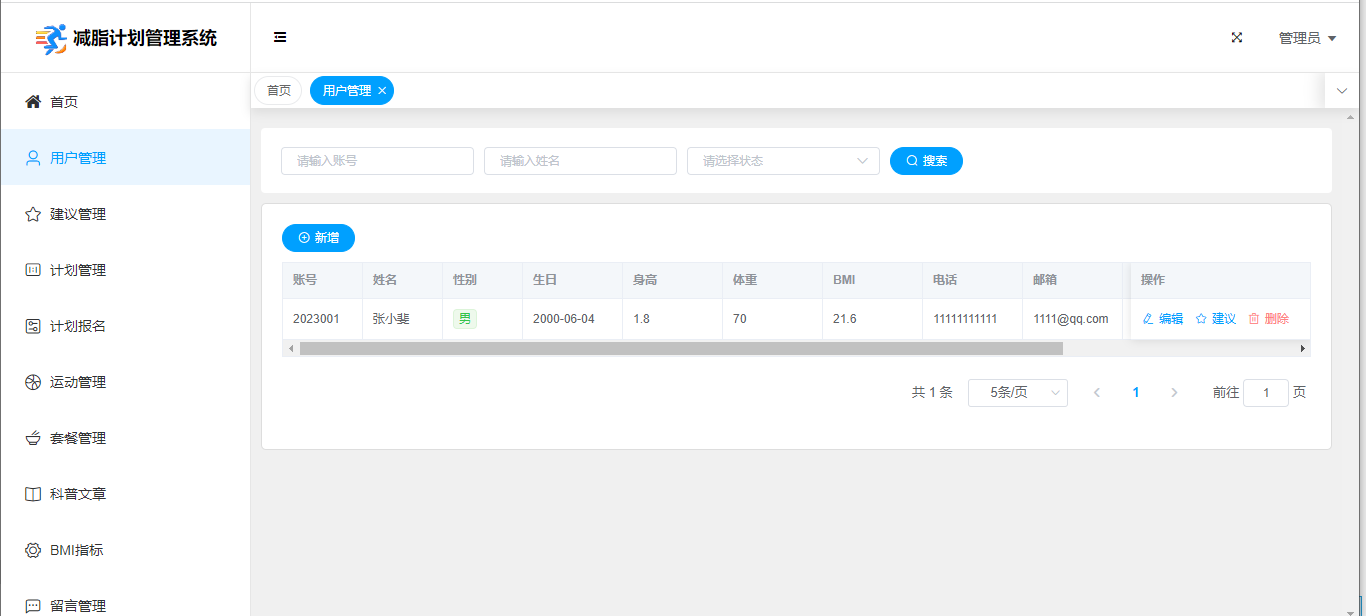 减脂计划管理系统
管理员
首页
用户管理
建议管理
计划管理
计划报名
运动管理
套餐管理
科普文章
BMI指标
留言管理
首页 用户管理
请输入账号 请输入姓名 请选择状态 搜索
新增
账号 姓名 性别 生日 身高 体重 BMI 电话 邮箱 操作
2023001 张小斐 男 2000-06-04 1.8 70 21.6 11111111111 1111@qq.com 编辑 建议 删除
共 1 条 5条/页 1 前往 1 页